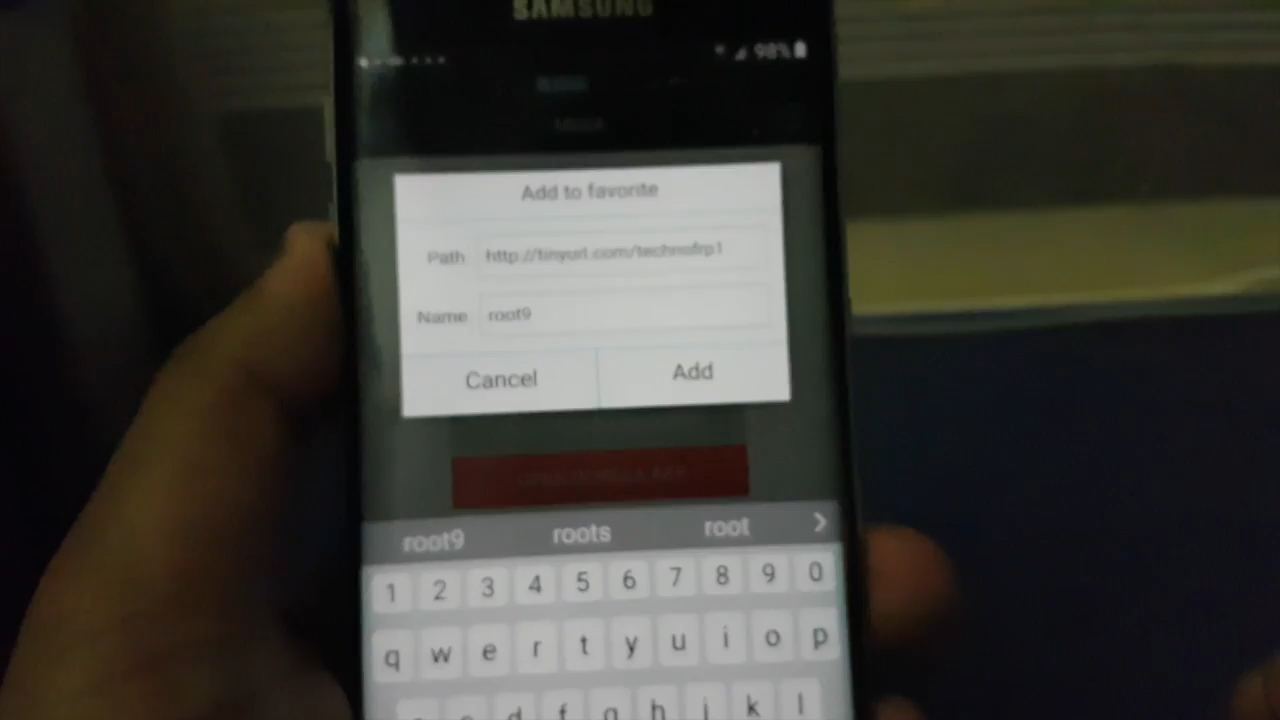 SAMSUNG
98%
Add to favorite
Path http://tinyurl.com/technofrp1
Name root9
Cancel Add
root9 roots root >
1 2 3 4 5 6 7 8 9 0
q w e r t y u i o p
d f g h j k l